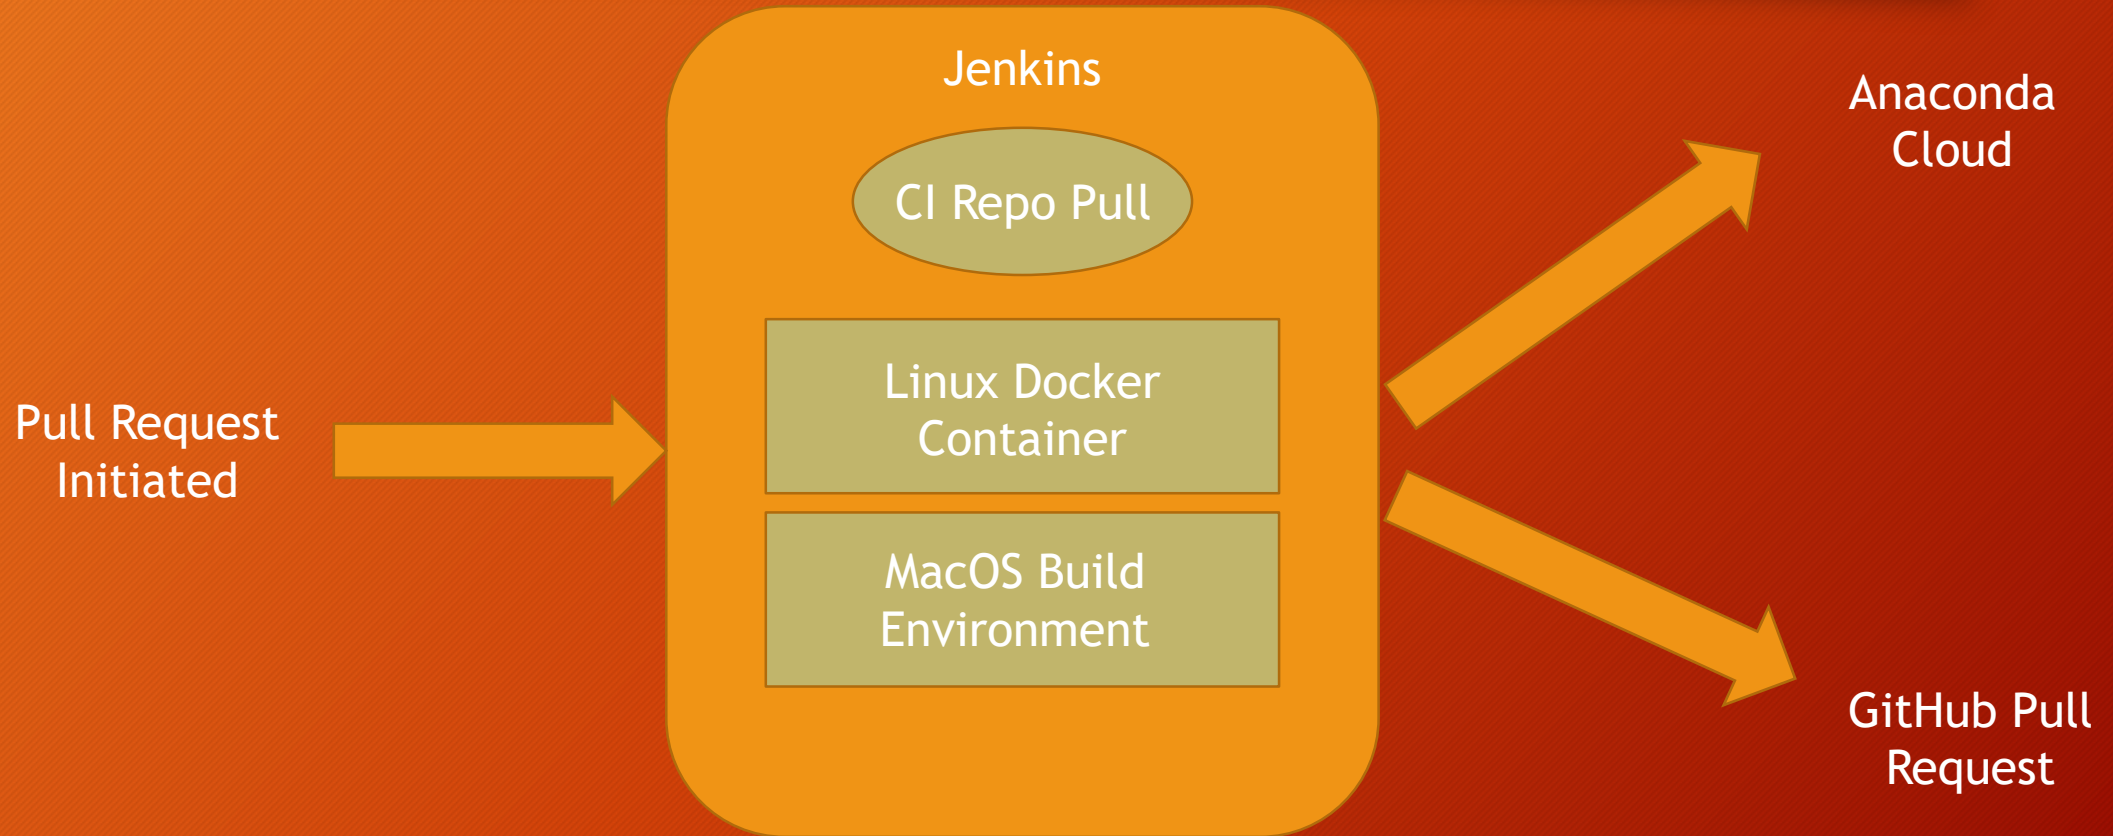 Pull Request
Initiated
Jenkins
CI Repo Pull
Linux Docker
Container
MacOS Build
Environment
Anaconda
Cloud
GitHub Pull
Request